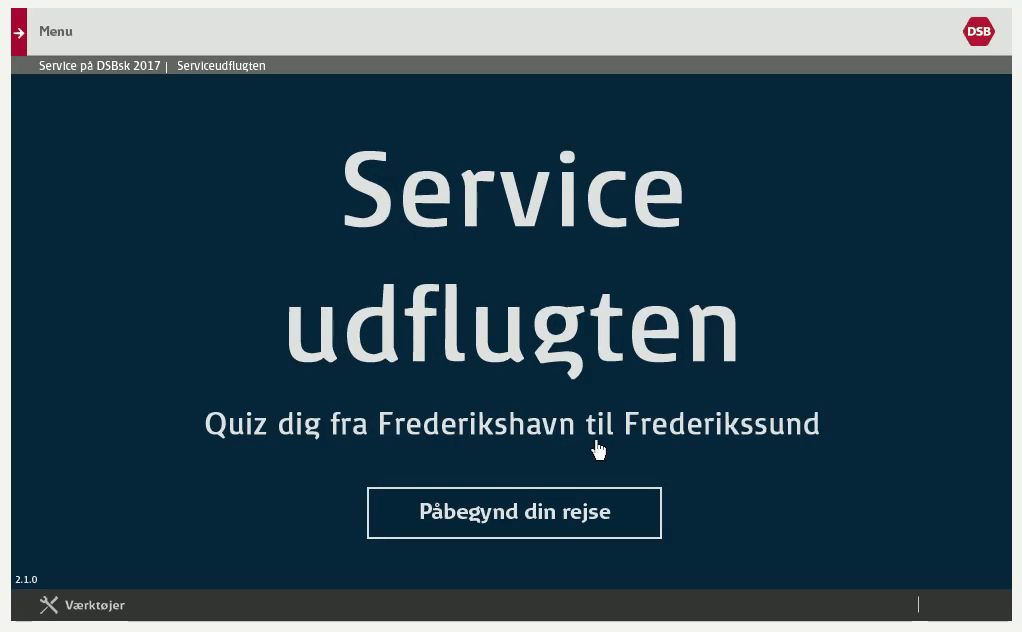 Menu
DSB
Service på DSBsk 2017 | Serviceudflugten
Service
udflugten
Quiz dig fra Frederikshavn til Frederikssund
Påbegynd din rejse
2.1.0
Værktøjer